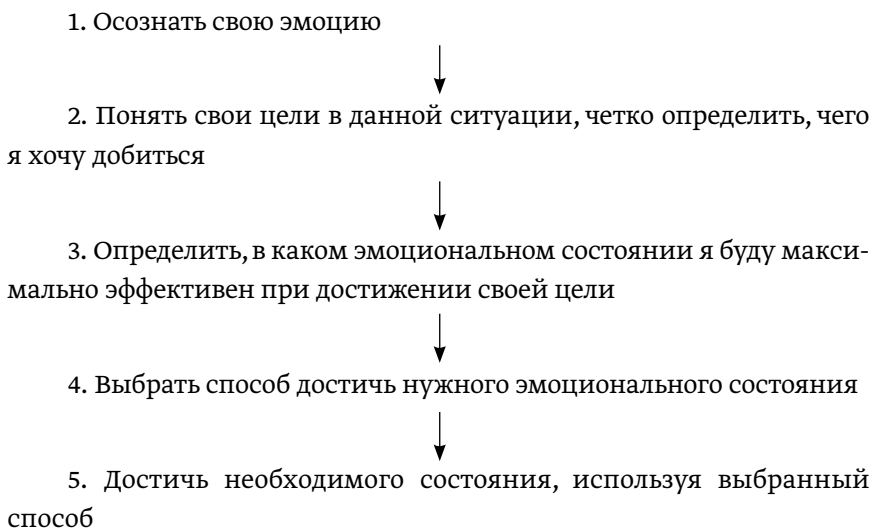 1. Осознать свою эмоцию
2. Понять свои цели в данной ситуации, четко определить, чего
я хочу добиться
3. Определить, в каком эмоциональном состоянии я буду макси-
мально эффективен при достижении своей цели
4. Выбрать способ достичь нужного эмоционального состояния
5. Достичь необходимого состояния, используя выбранный
способ